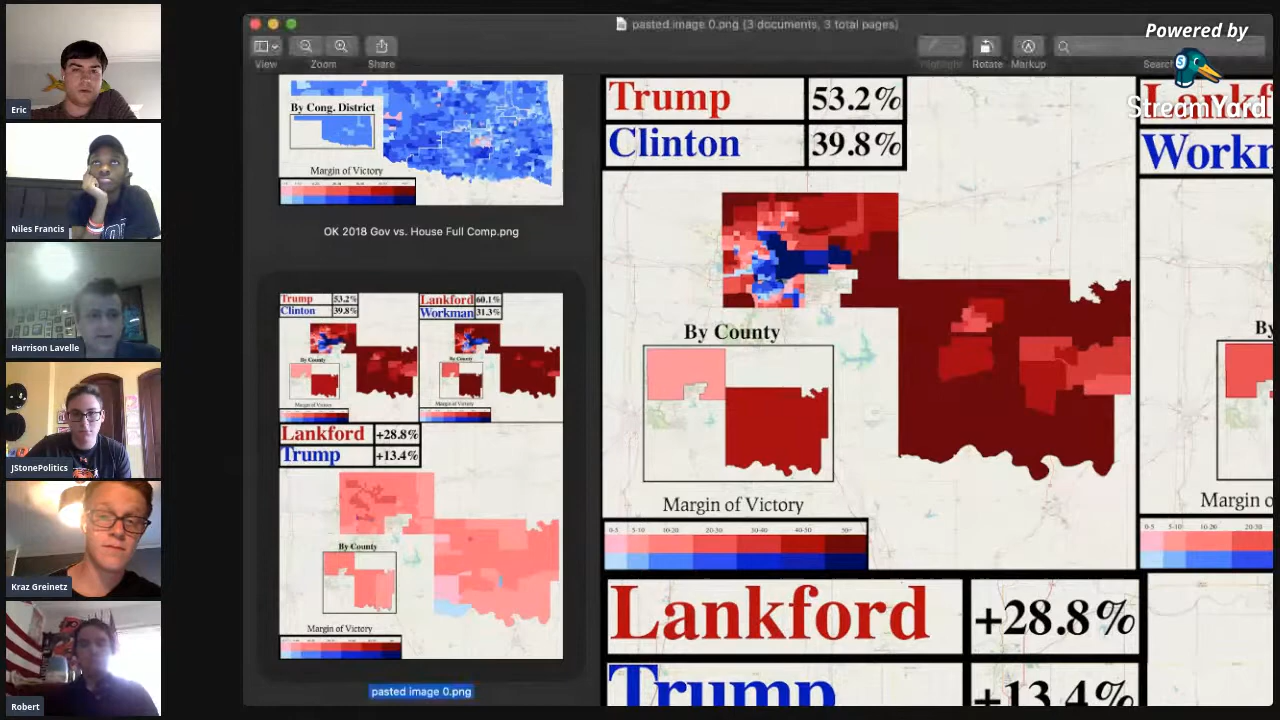 Eric
Niles Francis
Harrison Lavelle
JStonePolitics
Kraz Greinetz
Robert
pasted image 0.png (3 documents, 3 total pages)
View
Zoom
Share
Highlight
Rotate
Markup
Search
Powered by
StreamYard
By Cong. District
Margin of Victory
OK 2018 Gov vs. House Full Comp.png
Trump 53.2%
Clinton 39.8%
Lankford 60.1%
Workman 31.3%
By County
Margin of Victory
By County
Margin of Victory
Lankford +28.8%
Trump +13.4%
By County
Margin of Victory
pasted image 0.png
Trump 53.2%
Clinton 39.8%
By County
Margin of Victory
0-5 5-10 10-20 20-30 30-40 40-50 50+
Lankf
Workn
By
Margin o
0-5 5-10 10-20 20-30
Lankford +28.8%
Trump +13.4%